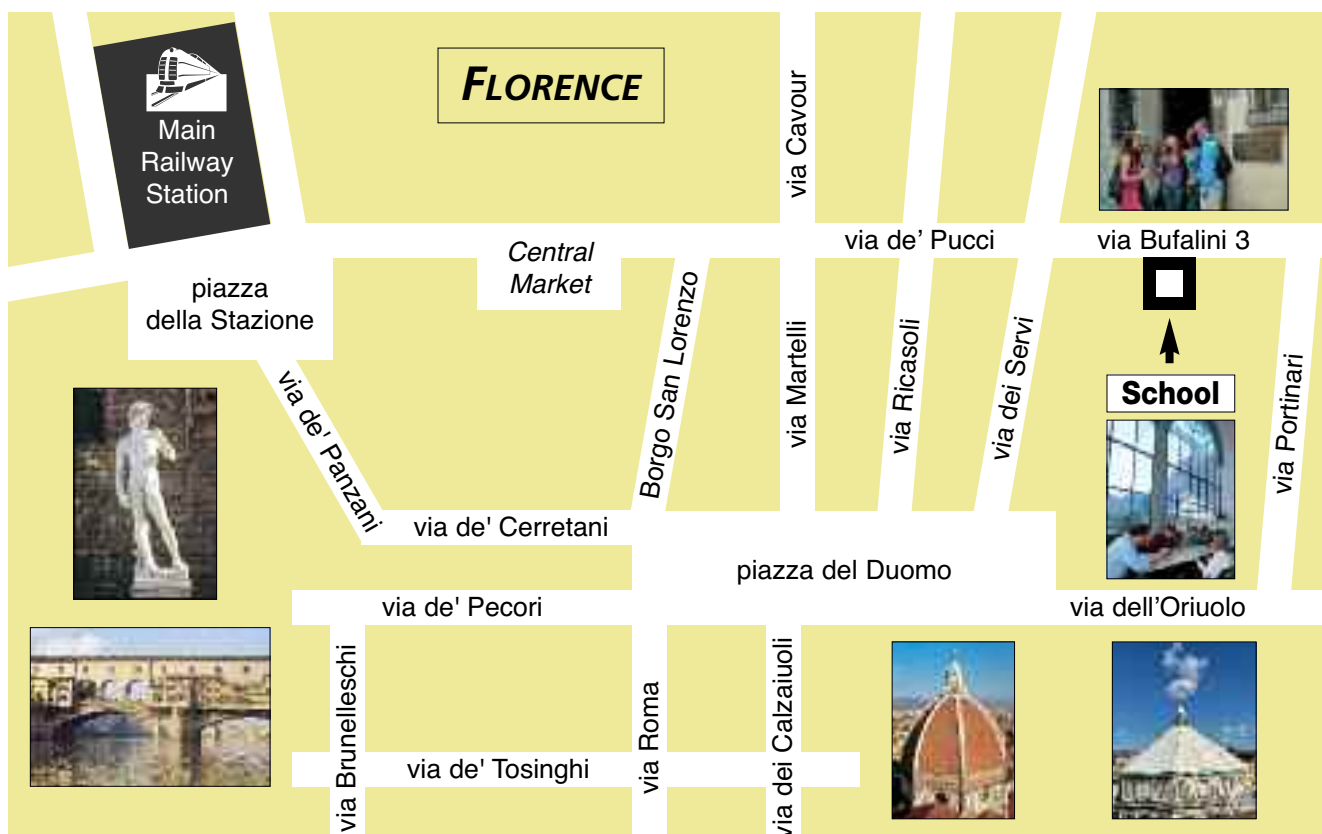 FLORENCE
Main
Railway
Station
via Cavour
via de' Pucci
via Bufalini 3
Central
Market
piazza
della Stazione
via de' Panzani
Borgo San Lorenzo
via Martelli
via Ricasoli
via dei Servi
School
via Portinari
via de' Cerretani
piazza del Duomo
via de' Pecori
via dell'Oriuolo
via Brunelleschi
via de' Tosinghi
via Roma
via dei Calzaiuoli